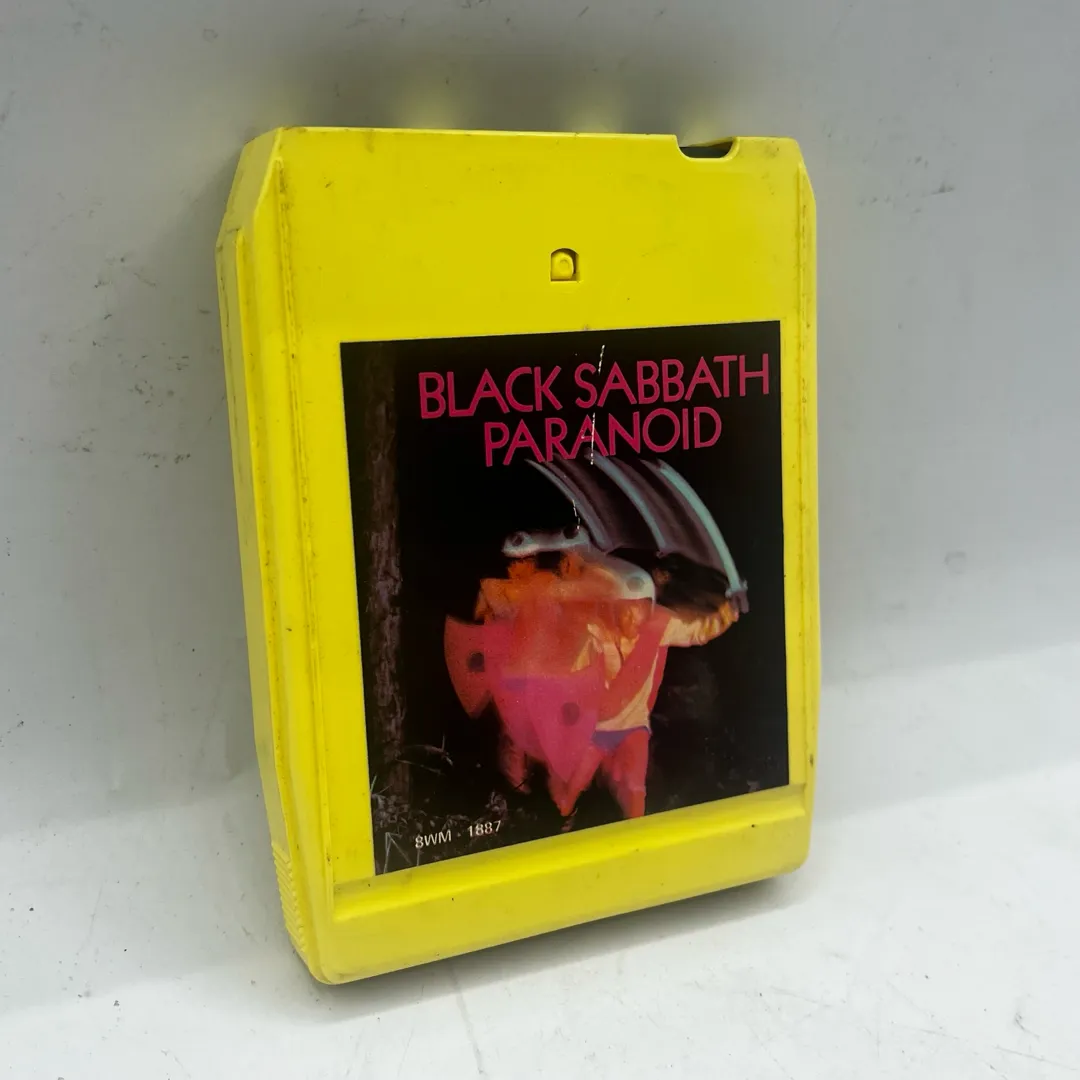 BLACK SABBATH
PARANOID
8WM - 1887